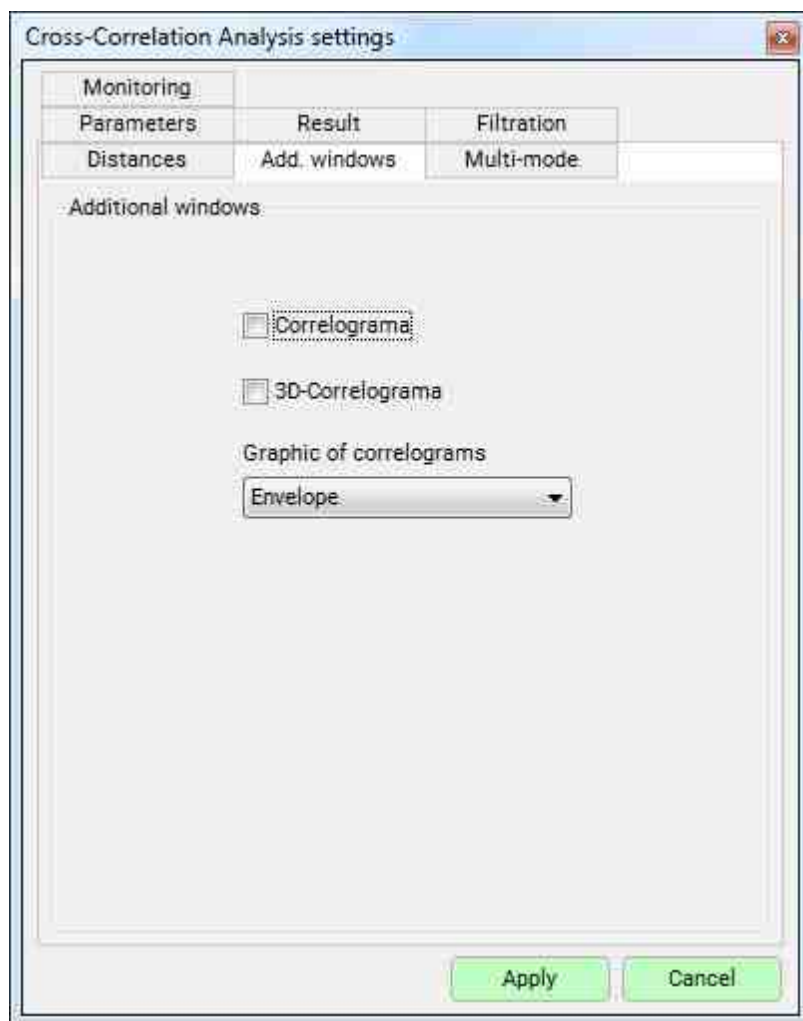 Cross-Correlation Analysis settings
Monitoring
Parameters Result Filtration
Distances Add. windows Multi-mode
Additional windows
Correlograma
3D-Correlograma
Graphic of correlograms
Envelope
Apply Cancel